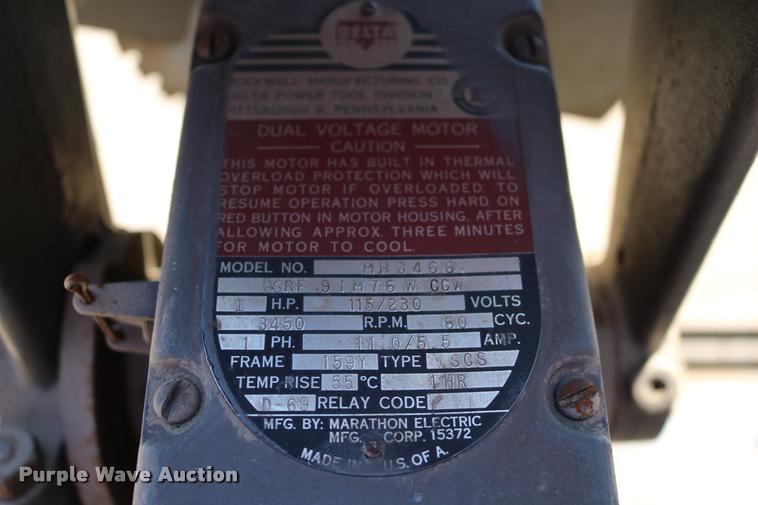 DELTA
ROCKWELL MANUFACTURING CO.
DELTA POWER TOOL DIVISION
PITTSBURGH 8, PENNSYLVANIA
DUAL VOLTAGE MOTOR
CAUTION
THIS MOTOR HAS BUILT IN THERMAL
OVERLOAD PROTECTION WHICH WILL
STOP MOTOR IF OVERLOADED: TO
RESUME OPERATION PRESS HARD ON
RED BUTTON IN MOTOR HOUSING. AFTER
ALLOWING APPROX. THREE MINUTES
FOR MOTOR TO COOL.
MODEL NO. MH3468
SRF 91M76 W CCW
1 H.P. 115/230 VOLTS
3450 R.P.M. 60 CYC.
1 PH. 11.0/5.5 AMP.
FRAME 159Y TYPE SCS
TEMP. RISE 55 °C 1HR
D-69 RELAY CODE
MFG. BY: MARATHON ELECTRIC
MFG. CORP. 15372
MADE IN U.S. OF A.
Purple Wave Auction